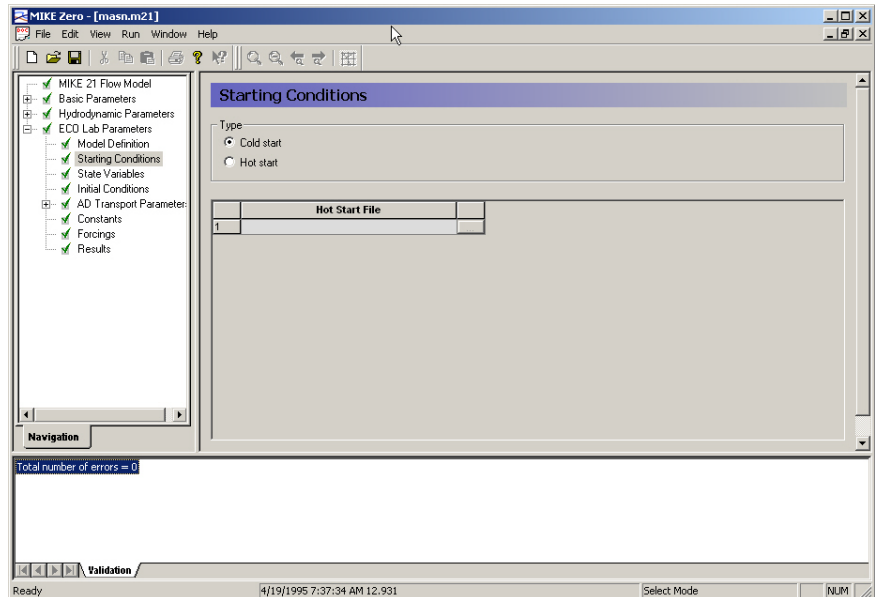 MIKE Zero - [masn.m21]
File Edit View Run Window Help
MIKE 21 Flow Model
Basic Parameters
Hydrodynamic Parameters
ECO Lab Parameters
Model Definition
Starting Conditions
State Variables
Initial Conditions
AD Transport Parameter
Constants
Forcings
Results
Navigation
Starting Conditions
Type
Cold start
Hot start
Hot Start File
1
Total number of errors = 0
Validation
Ready
4/19/1995 7:37:34 AM 12.931
Select Mode
NUM